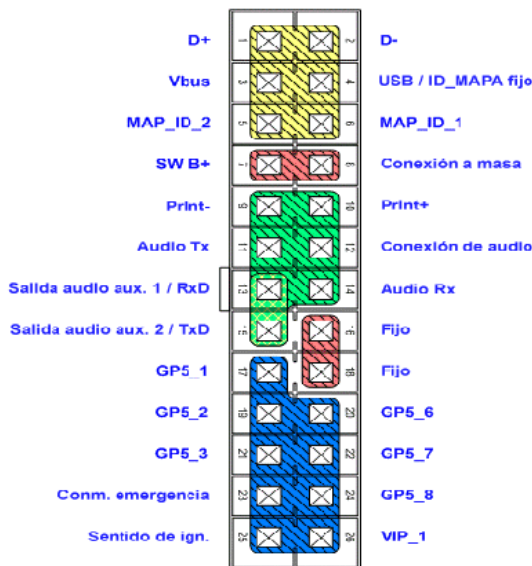 D+ 1 2 D-
Vbus 3 4 USB / ID_MAPA fijo
MAP_ID_2 5 6 MAP_ID_1
SW B+ 7 8 Conexión a masa
Print- 9 10 Print+
Audio Tx 11 12 Conexión de audio
Salida audio aux. 1 / RxD 13 14 Audio Rx
Salida audio aux. 2 / TxD 15 16 Fijo
GP5_1 17 18 Fijo
GP5_2 19 20 GP5_6
GP5_3 21 22 GP5_7
Conm. emergencia 23 24 GP5_8
Sentido de ign. 25 26 VIP_1